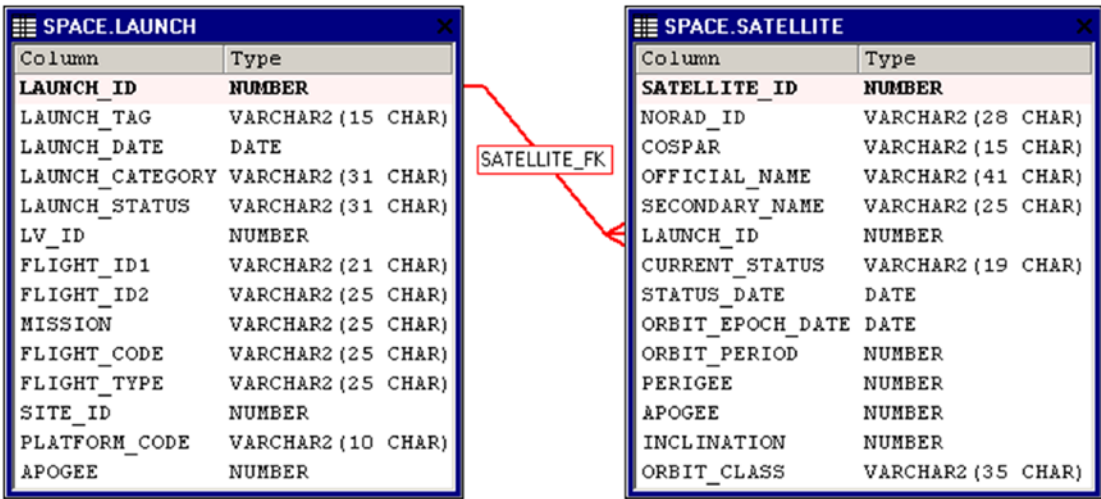 SPACE.LAUNCH
Column Type
LAUNCH_ID NUMBER
LAUNCH_TAG VARCHAR2(15 CHAR)
LAUNCH_DATE DATE
LAUNCH_CATEGORY VARCHAR2(31 CHAR)
LAUNCH_STATUS VARCHAR2(31 CHAR)
LV_ID NUMBER
FLIGHT_ID1 VARCHAR2(21 CHAR)
FLIGHT_ID2 VARCHAR2(25 CHAR)
MISSION VARCHAR2(25 CHAR)
FLIGHT_CODE VARCHAR2(25 CHAR)
FLIGHT_TYPE VARCHAR2(25 CHAR)
SITE_ID NUMBER
PLATFORM_CODE VARCHAR2(10 CHAR)
APOGEE NUMBER
SATELLITE_FK
SPACE.SATELLITE
Column Type
SATELLITE_ID NUMBER
NORAD_ID VARCHAR2(28 CHAR)
COSPAR VARCHAR2(15 CHAR)
OFFICIAL_NAME VARCHAR2(41 CHAR)
SECONDARY_NAME VARCHAR2(25 CHAR)
LAUNCH_ID NUMBER
CURRENT_STATUS VARCHAR2(19 CHAR)
STATUS_DATE DATE
ORBIT_EPOCH_DATE DATE
ORBIT_PERIOD NUMBER
PERIGEE NUMBER
APOGEE NUMBER
INCLINATION NUMBER
ORBIT_CLASS VARCHAR2(35 CHAR)